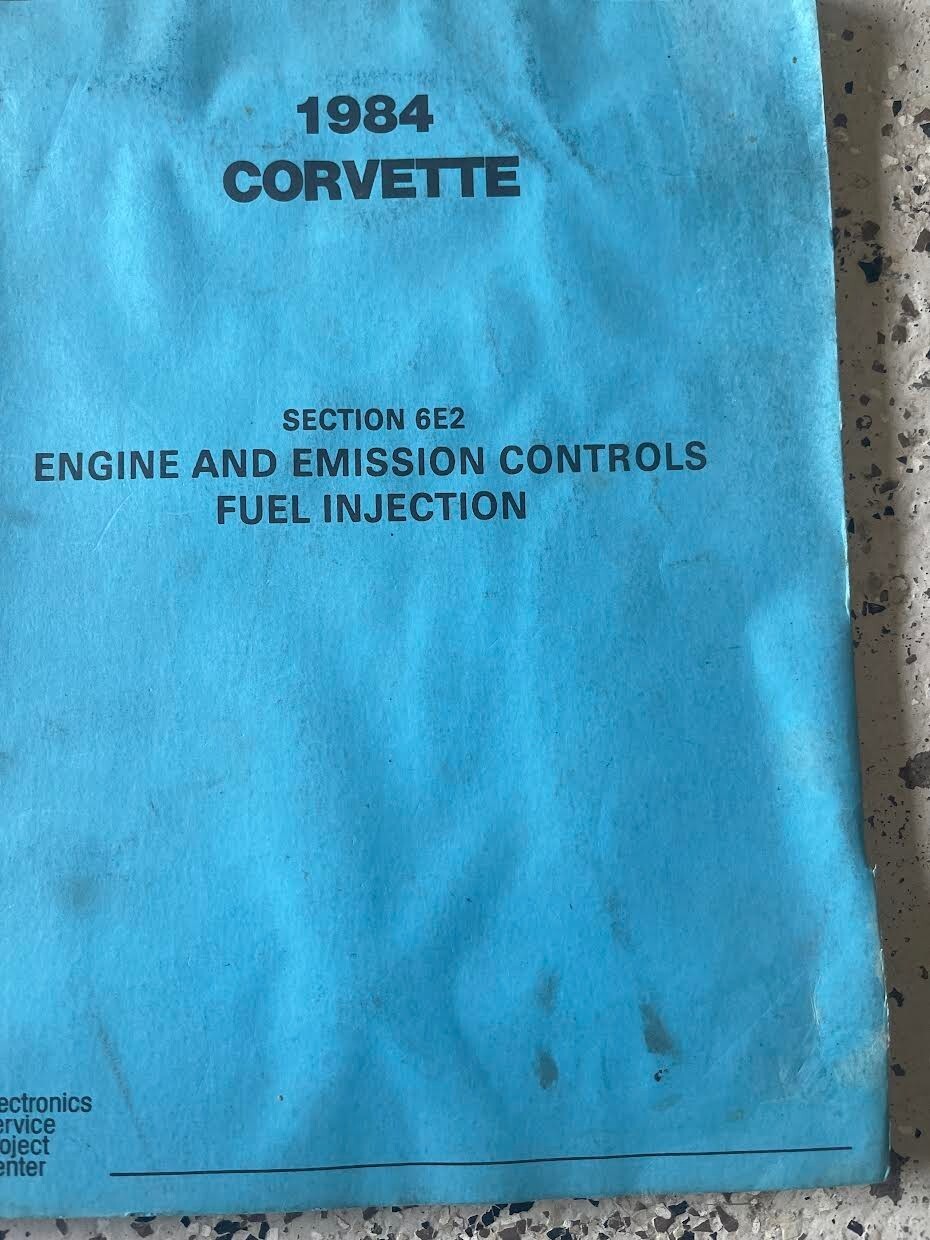 1984
CORVETTE
SECTION 6E2
ENGINE AND EMISSION CONTROLS
FUEL INJECTION
ectronics
ervice
oject
enter